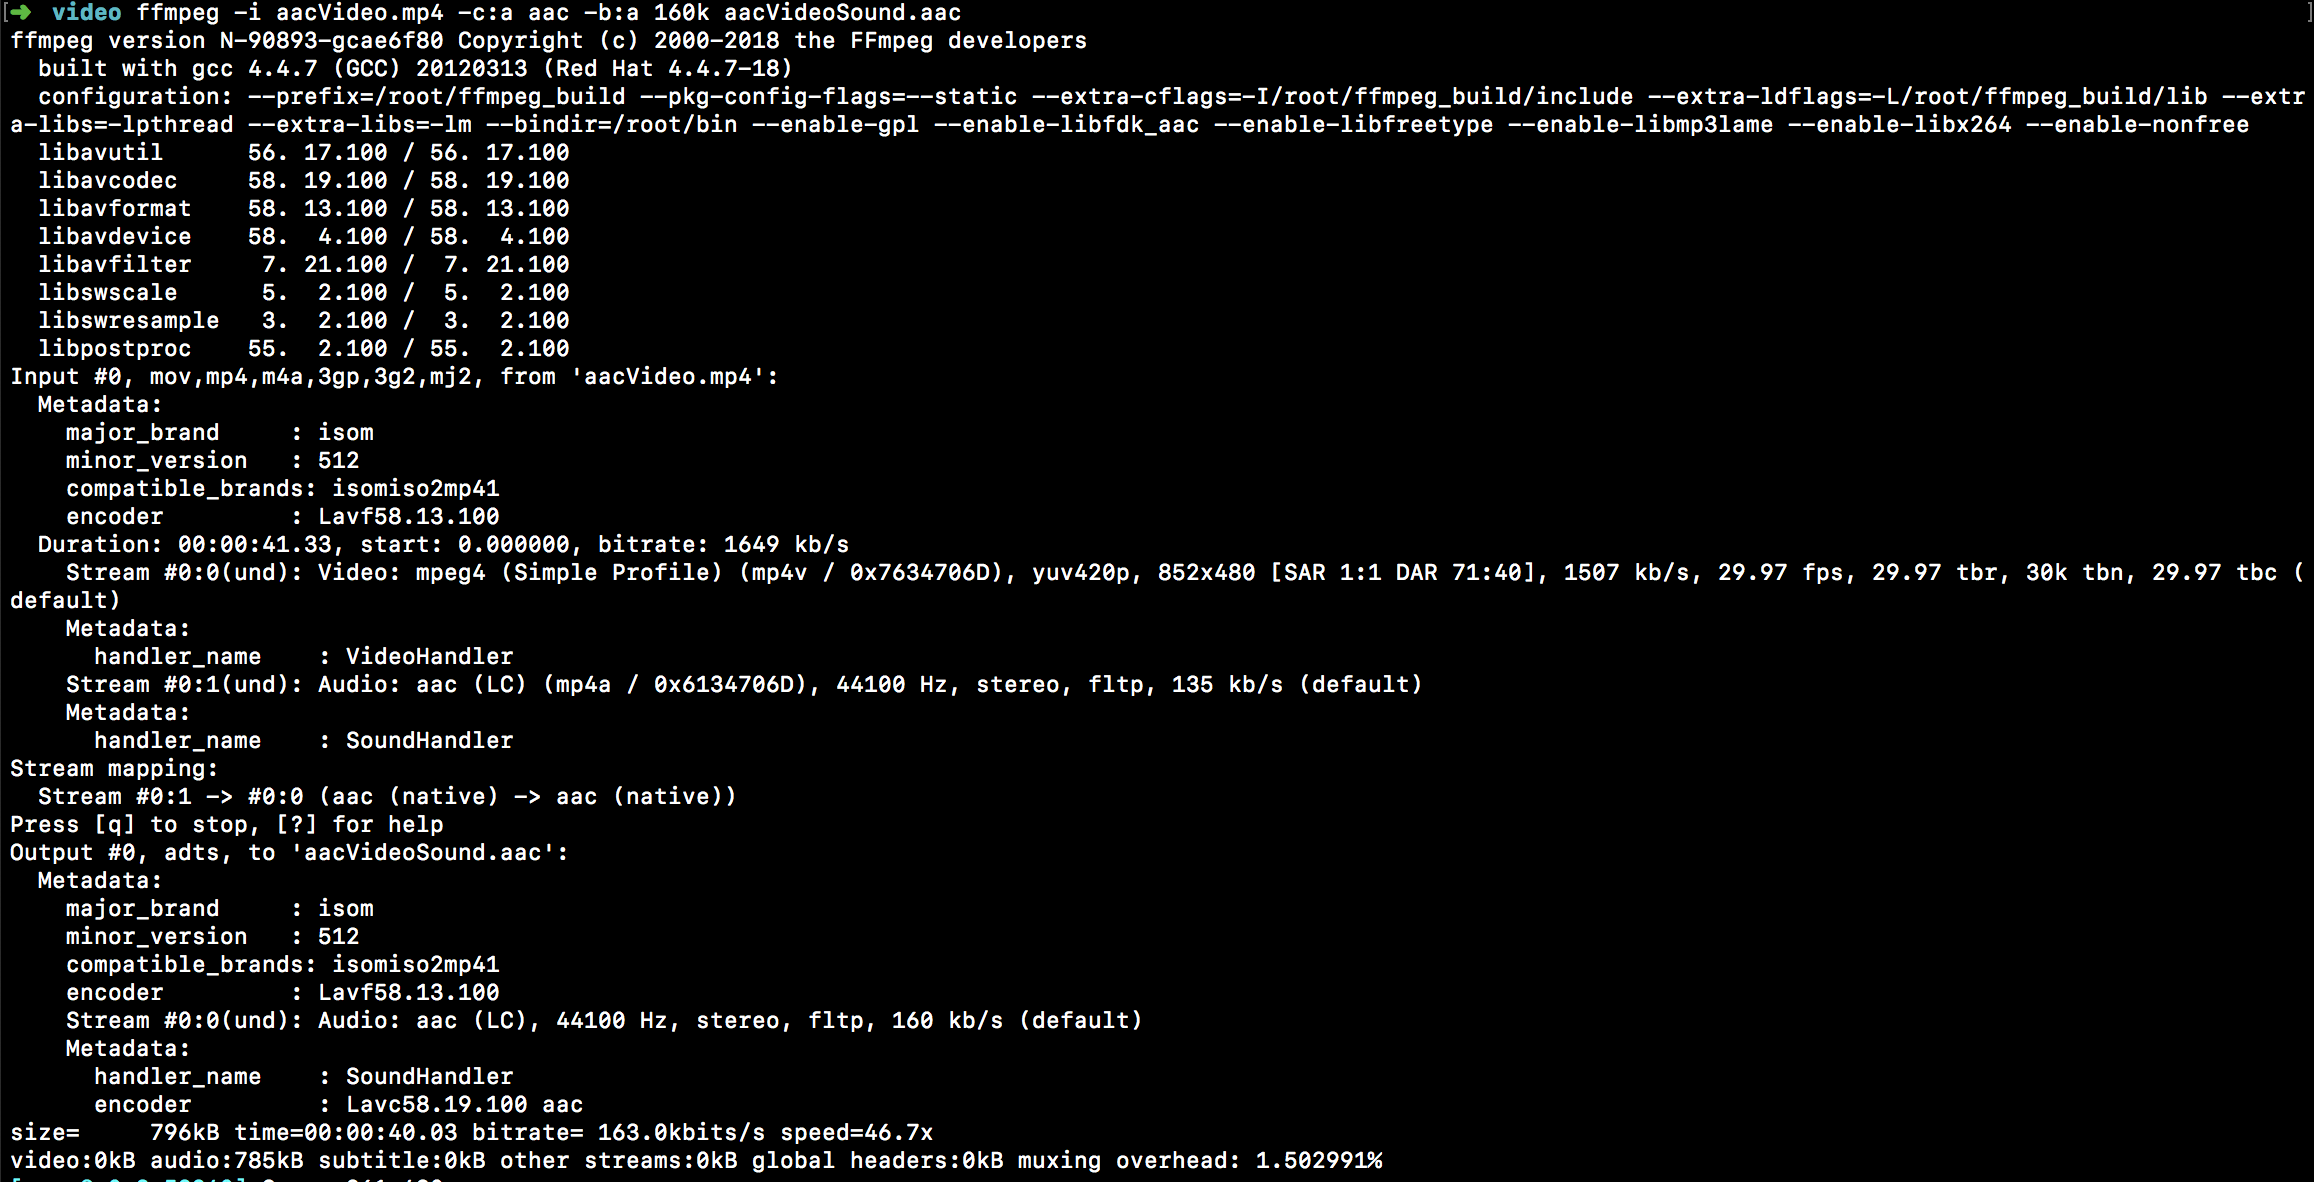 [➜  video ffmpeg -i aacVideo.mp4 -c:a aac -b:a 160k aacVideoSound.aac ]
ffmpeg version N-90893-gcae6f80 Copyright (c) 2000-2018 the FFmpeg developers
  built with gcc 4.4.7 (GCC) 20120313 (Red Hat 4.4.7-18)
  configuration: --prefix=/root/ffmpeg_build --pkg-config-flags=--static --extra-cflags=-I/root/ffmpeg_build/include --extra-ldflags=-L/root/ffmpeg_build/lib --extr
a-libs=-lpthread --extra-libs=-lm --bindir=/root/bin --enable-gpl --enable-libfdk_aac --enable-libfreetype --enable-libmp3lame --enable-libx264 --enable-nonfree
  libavutil      56. 17.100 / 56. 17.100
  libavcodec     58. 19.100 / 58. 19.100
  libavformat    58. 13.100 / 58. 13.100
  libavdevice    58.  4.100 / 58.  4.100
  libavfilter     7. 21.100 /  7. 21.100
  libswscale      5.  2.100 /  5.  2.100
  libswresample   3.  2.100 /  3.  2.100
  libpostproc    55.  2.100 / 55.  2.100
Input #0, mov,mp4,m4a,3gp,3g2,mj2, from 'aacVideo.mp4':
  Metadata:
    major_brand     : isom
    minor_version   : 512
    compatible_brands: isomiso2mp41
    encoder         : Lavf58.13.100
  Duration: 00:00:41.33, start: 0.000000, bitrate: 1649 kb/s
    Stream #0:0(und): Video: mpeg4 (Simple Profile) (mp4v / 0x7634706D), yuv420p, 852x480 [SAR 1:1 DAR 71:40], 1507 kb/s, 29.97 fps, 29.97 tbr, 30k tbn, 29.97 tbc (
default)
    Metadata:
      handler_name    : VideoHandler
    Stream #0:1(und): Audio: aac (LC) (mp4a / 0x6134706D), 44100 Hz, stereo, fltp, 135 kb/s (default)
    Metadata:
      handler_name    : SoundHandler
Stream mapping:
  Stream #0:1 -> #0:0 (aac (native) -> aac (native))
Press [q] to stop, [?] for help
Output #0, adts, to 'aacVideoSound.aac':
  Metadata:
    major_brand     : isom
    minor_version   : 512
    compatible_brands: isomiso2mp41
    encoder         : Lavf58.13.100
    Stream #0:0(und): Audio: aac (LC), 44100 Hz, stereo, fltp, 160 kb/s (default)
    Metadata:
      handler_name    : SoundHandler
      encoder         : Lavc58.19.100 aac
size=     796kB time=00:00:40.03 bitrate= 163.0kbits/s speed=46.7x
video:0kB audio:785kB subtitle:0kB other streams:0kB global headers:0kB muxing overhead: 1.502991%